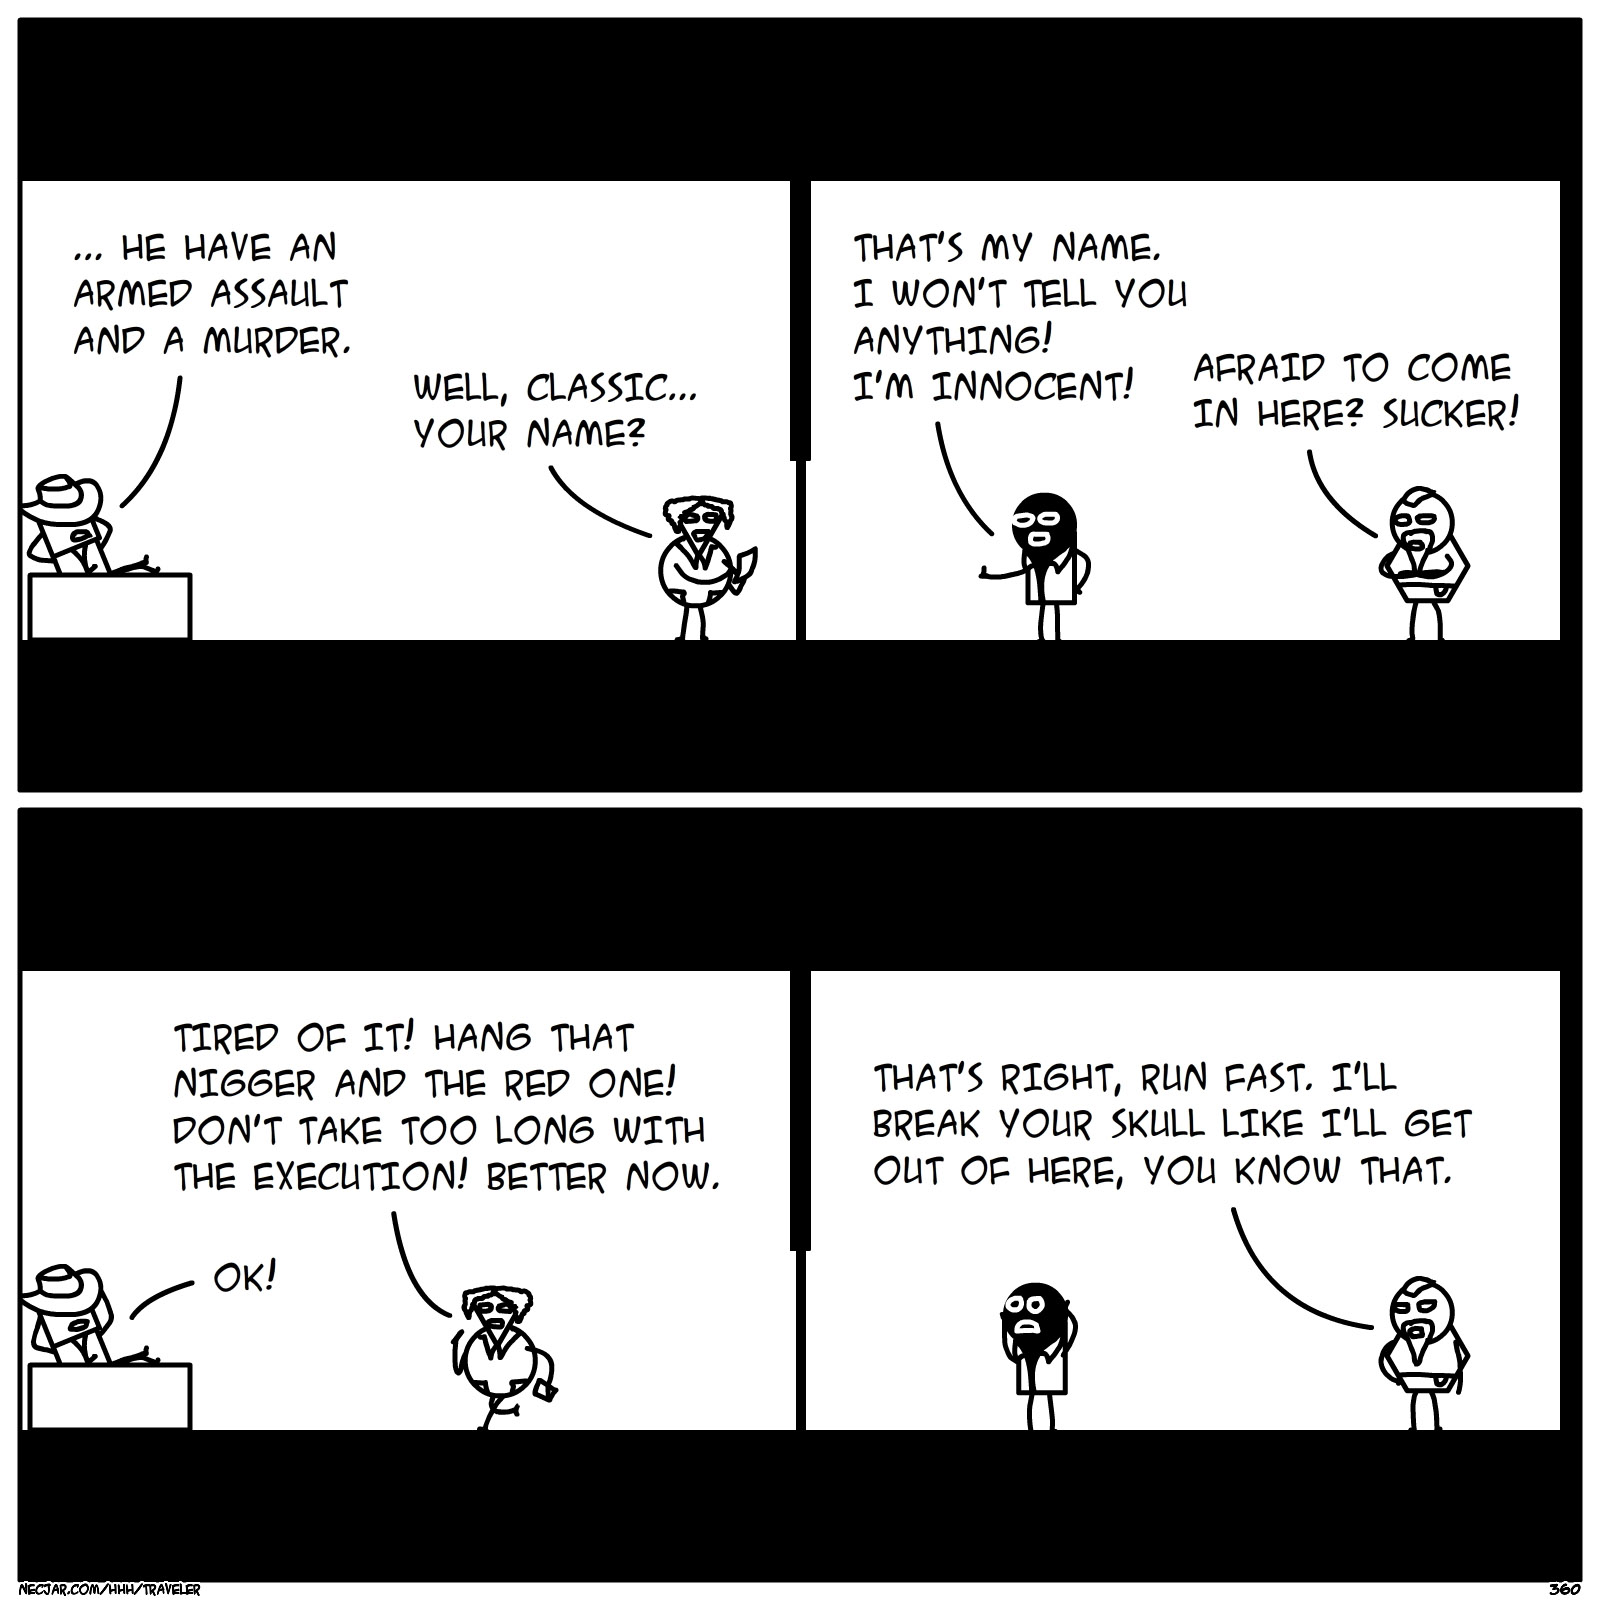 ... HE HAVE AN
ARMED ASSAULT
AND A MURDER.
WELL, CLASSIC...
YOUR NAME?
THAT'S MY NAME.
I WON'T TELL YOU
ANYTHING!
I'M INNOCENT!
AFRAID TO COME
IN HERE? SUCKER!
TIRED OF IT! HANG THAT
NIGGER AND THE RED ONE!
DON'T TAKE TOO LONG WITH
THE EXECUTION! BETTER NOW.
OK!
THAT'S RIGHT, RUN FAST. I'LL
BREAK YOUR SKULL LIKE I'LL GET
OUT OF HERE, YOU KNOW THAT.
NECJAR.COM/HHH/TRAVELER
360